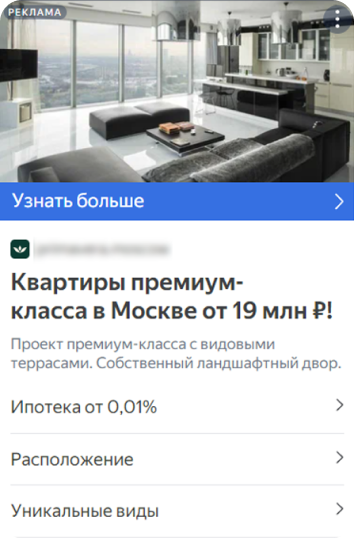 РЕКЛАМА
Узнать больше
Квартиры премиум-
класса в Москве от 19 млн ₽!
Проект премиум-класса с видовыми
террасами. Собственный ландшафтный двор.
Ипотека от 0,01%
Расположение
Уникальные виды